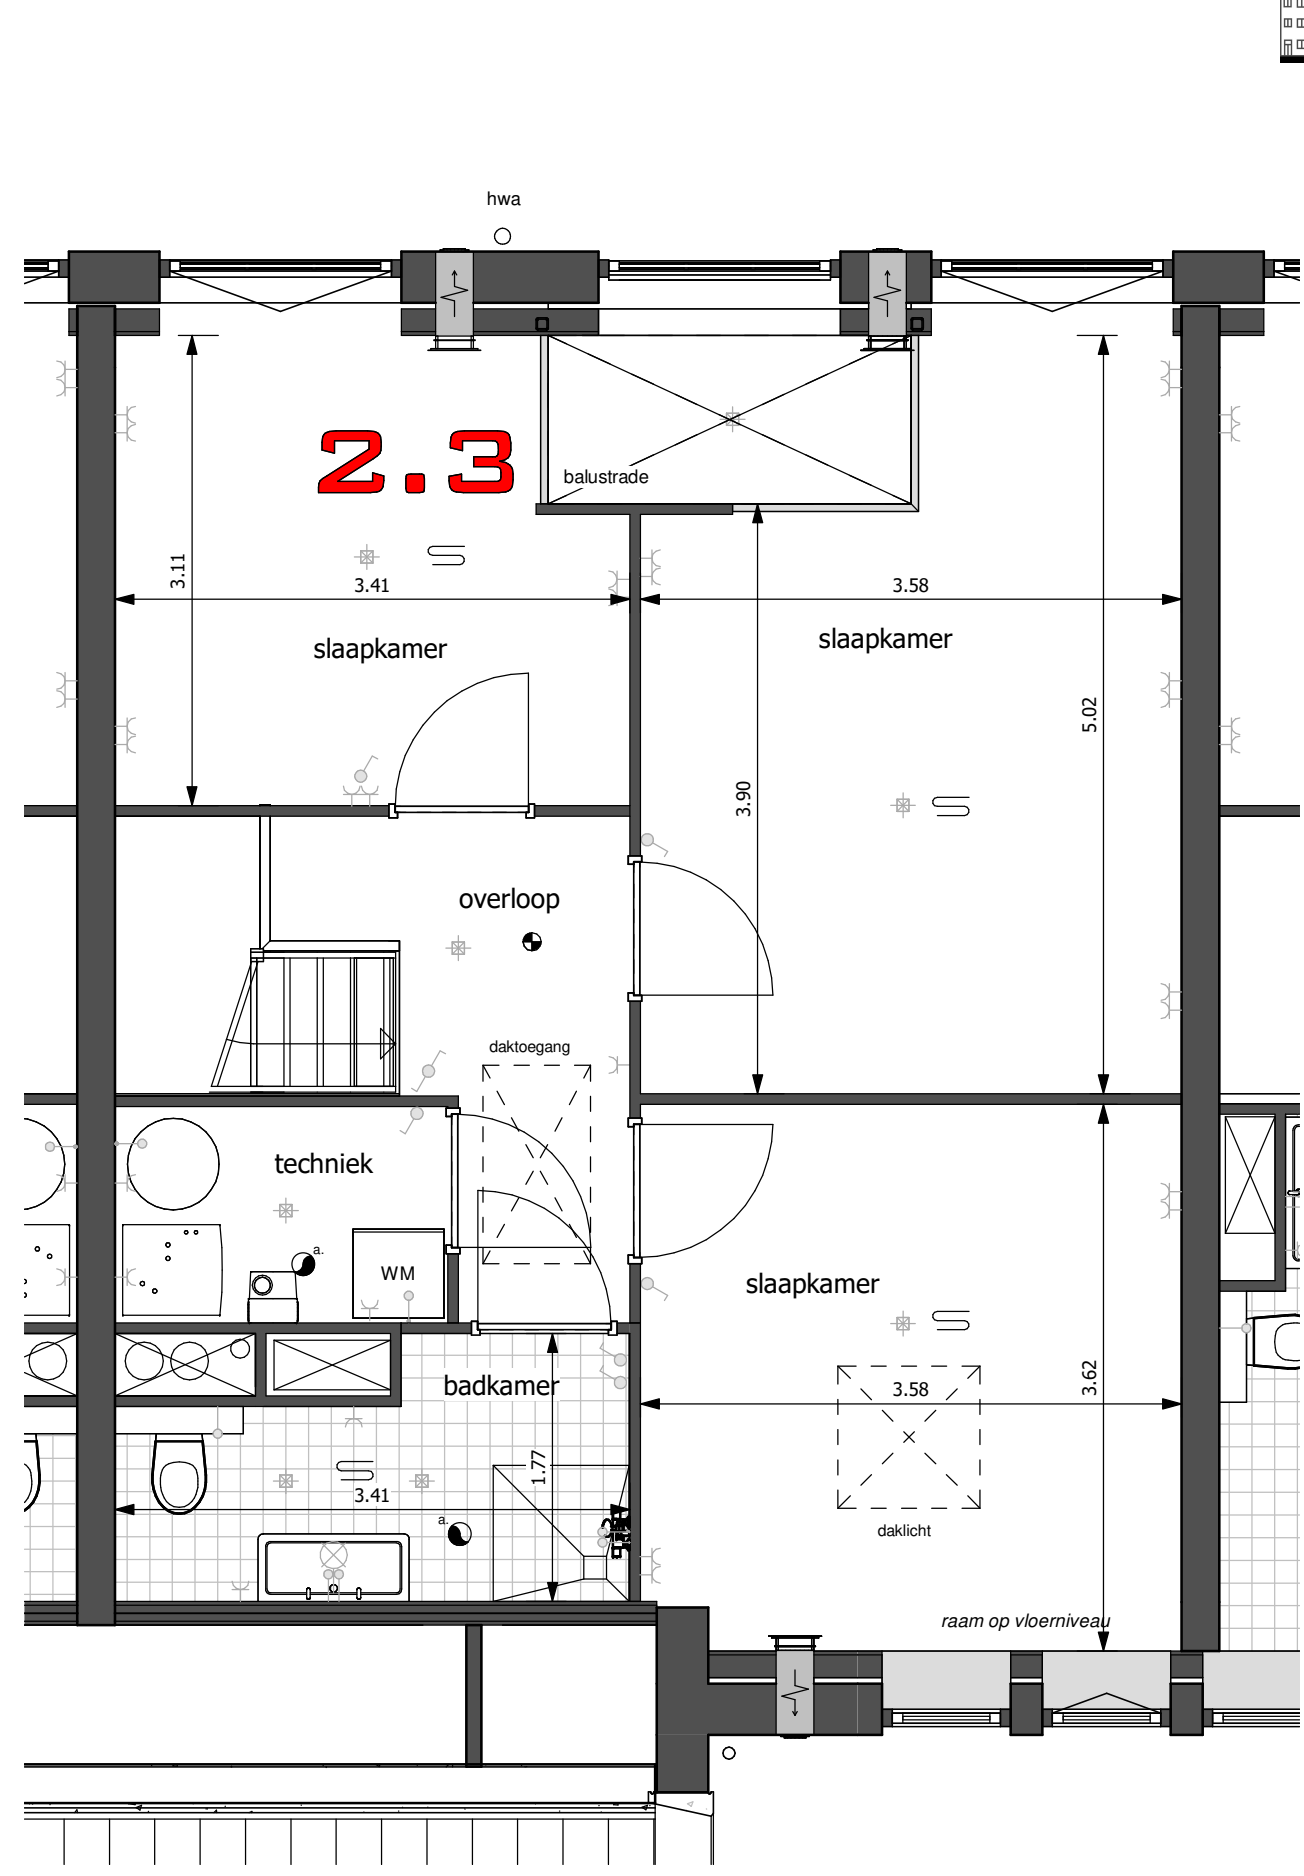 hwa
2.3
balustrade
3.11
3.41
3.58
slaapkamer
slaapkamer
5.02
3.90
overloop
daktoegang
techniek
a.
WM
slaapkamer
badkamer
3.58
3.62
1.77
3.41
a.
daklicht
raam op vloerniveau